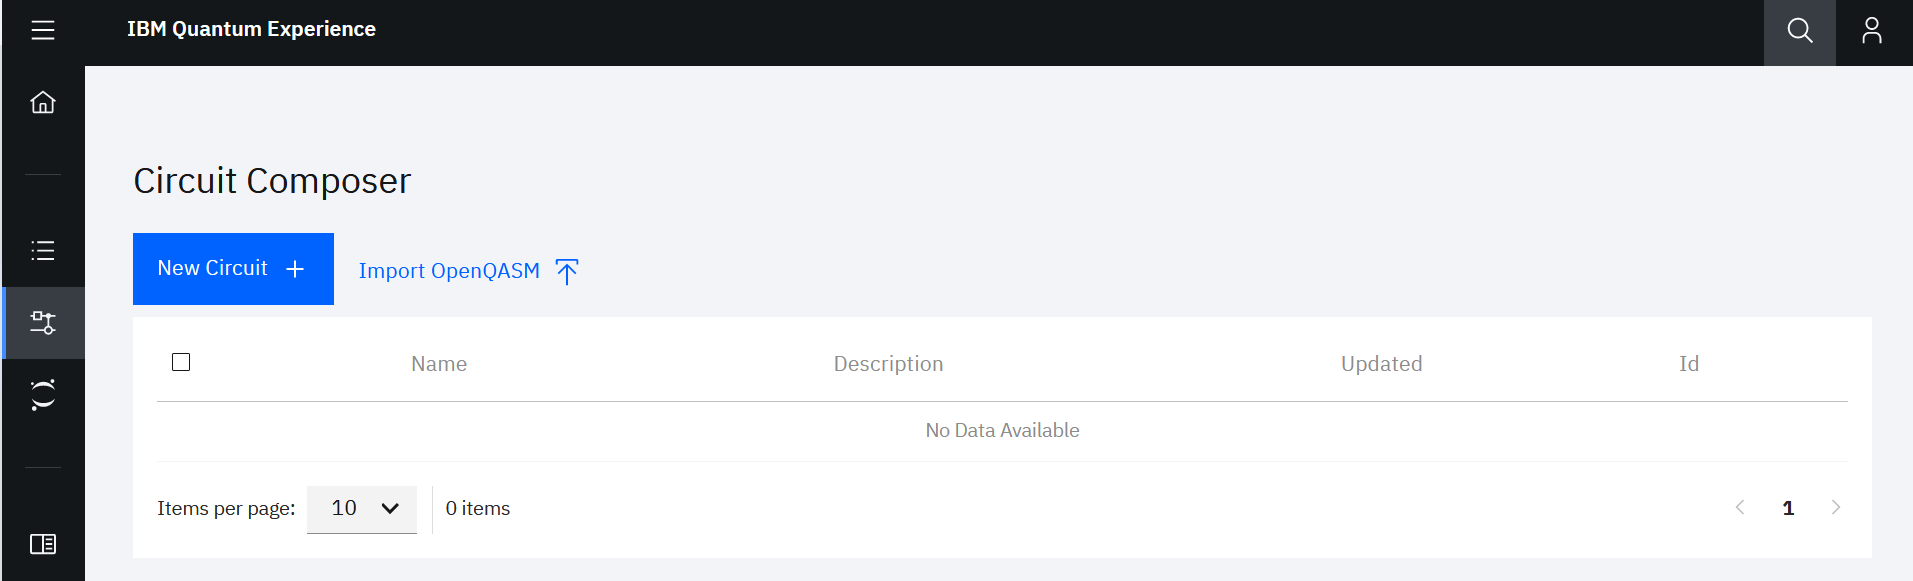 IBM Quantum Experience
Circuit Composer
New Circuit
Import OpenQASM
Name Description Updated Id
No Data Available
Items per page: 10 0 items 1